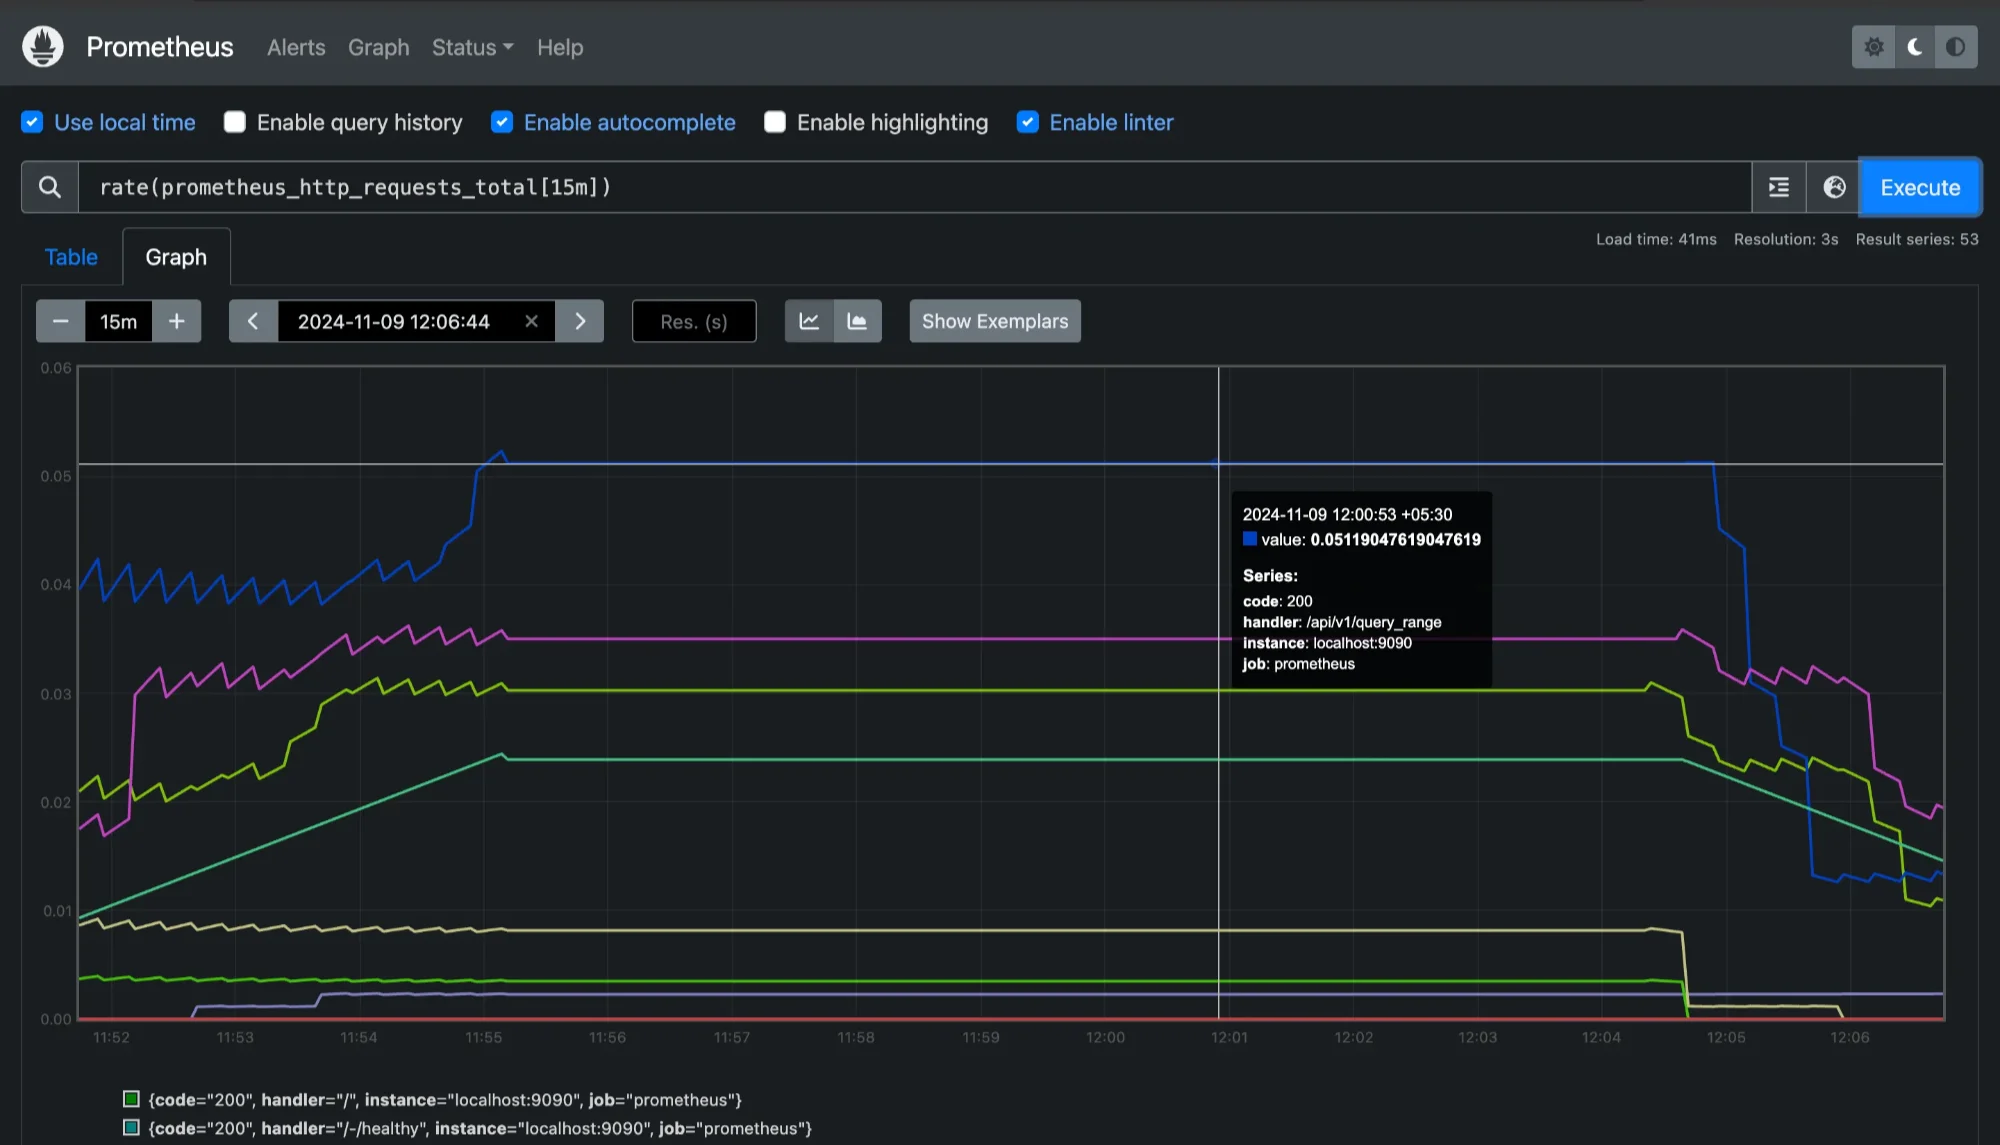 Prometheus Alerts Graph Status Help
Use local time Enable query history Enable autocomplete Enable highlighting Enable linter
rate(prometheus_http_requests_total[15m]) Execute
Load time: 41ms Resolution: 3s Result series: 53
Table Graph
− 15m + 2024-11-09 12:06:44 × Res. (s) Show Exemplars
0.06
0.05
0.04
0.03
0.02
0.01
0.00
2024-11-09 12:00:53 +05:30
value: 0.05119047619047619
Series:
code: 200
handler: /api/v1/query_range
instance: localhost:9090
job: prometheus
11:52 11:53 11:54 11:55 11:56 11:57 11:58 11:59 12:00 12:01 12:02 12:03 12:04 12:05 12:06
{code="200", handler="/", instance="localhost:9090", job="prometheus"}
{code="200", handler="/-/healthy", instance="localhost:9090", job="prometheus"}